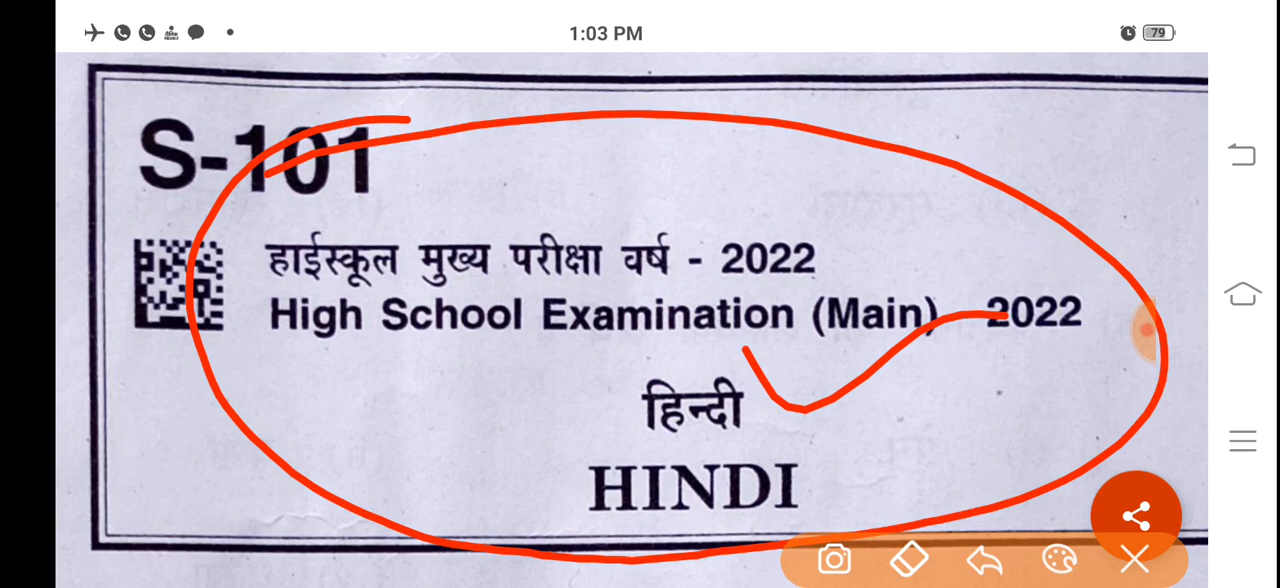 1:03 PM
79
S-101
हाईस्कूल मुख्य परीक्षा वर्ष - 2022
High School Examination (Main) 2022
हिन्दी
HINDI